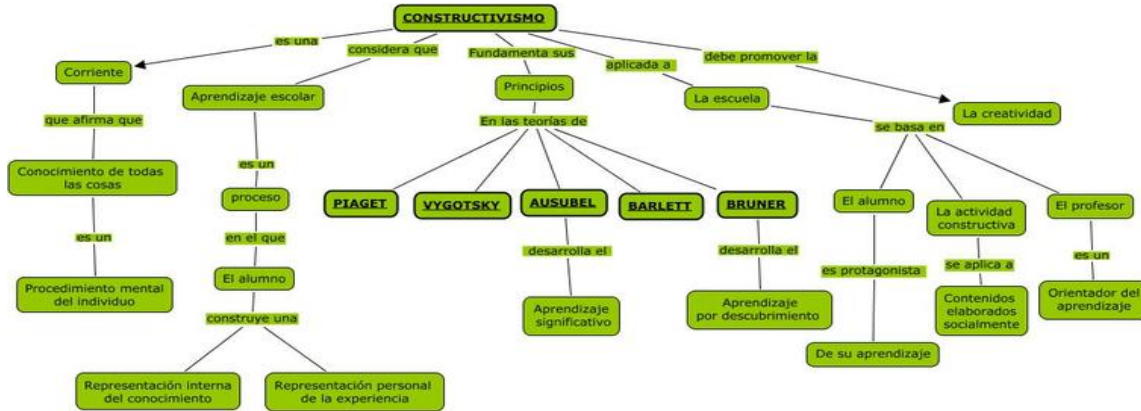 CONSTRUCTIVISMO
es una
considera que
Fundamenta sus
aplicada a
debe promover la
Corriente
Aprendizaje escolar
Principios
La escuela
La creatividad
que afirma que
En las teorías de
se basa en
Conocimiento de todas
las cosas
es un
proceso
PIAGET
VYGOTSKY
AUSUBEL
BARLETT
BRUNER
El alumno
La actividad
constructiva
El profesor
es un
en el que
desarrolla el
desarrolla el
es protagonista
se aplica a
es un
Procedimiento mental
del individuo
El alumno
construye una
Aprendizaje
significativo
Aprendizaje
por descubrimiento
Contenidos
elaborados
socialmente
Orientador del
aprendizaje
De su aprendizaje
Representación interna
del conocimiento
Representación personal
de la experiencia